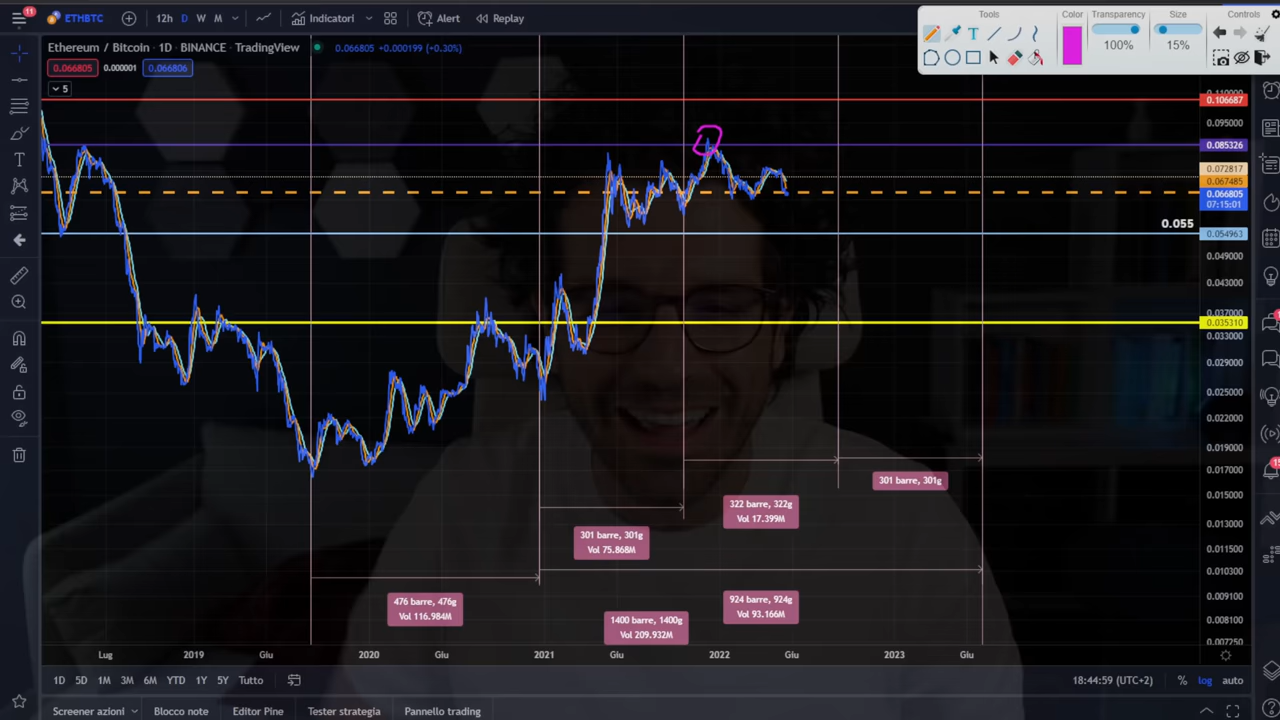 11
ETHBTC
12h D W M
Indicatori
Alert
Replay
Tools
Color
Transparency
Size
Controls
100%
15%
Ethereum / Bitcoin · 1D · BINANCE · TradingView
0.066805 +0.000199 (+0.30%)
0.066805 0.000001 0.066806
5
0.110000
0.106687
0.095000
0.085326
0.072817
0.067485
0.066805
07:15:01
0.055
0.054963
0.049000
0.043000
0.037000
0.035310
0.033000
0.029000
0.025000
0.022000
0.019000
0.017000
0.015000
0.013000
0.011500
0.010300
0.009100
0.008100
0.007250
301 barre, 301g
322 barre, 322g
Vol 17.399M
301 barre, 301g
Vol 75.868M
476 barre, 476g
Vol 116.984M
924 barre, 924g
Vol 93.166M
1400 barre, 1400g
Vol 209.932M
Lug 2019 Giu 2020 Giu 2021 Giu 2022 Giu 2023 Giu
1D 5D 1M 3M 6M YTD 1Y 5Y Tutto
18:44:59 (UTC+2) % log auto
Screener azioni Blocco note Editor Pine Tester strategia Pannello trading